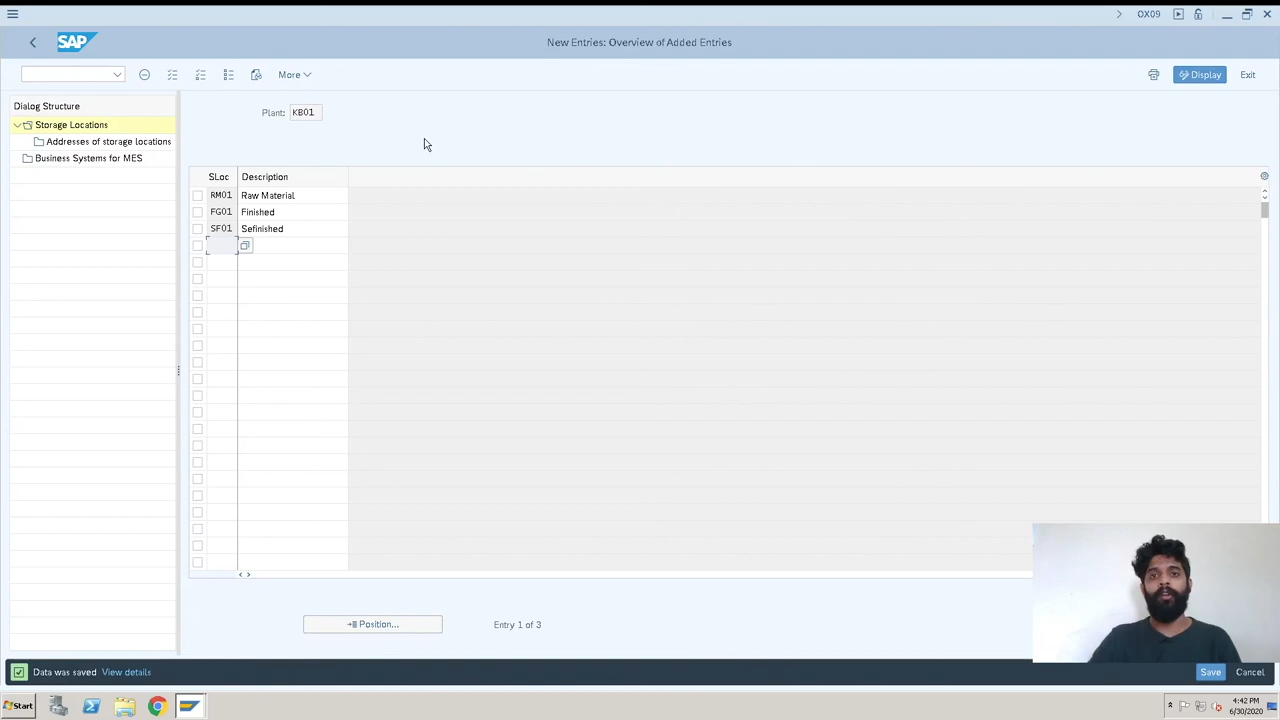 OX09
SAP
New Entries: Overview of Added Entries
More
Display
Exit
Dialog Structure
Storage Locations
Addresses of storage locations
Business Systems for MES
Plant: KB01
SLoc Description
RM01 Raw Material
FG01 Finished
SF01 Sefinished
Position...
Entry 1 of 3
Data was saved View details
Save
Cancel
Start
4:42 PM
6/30/2020